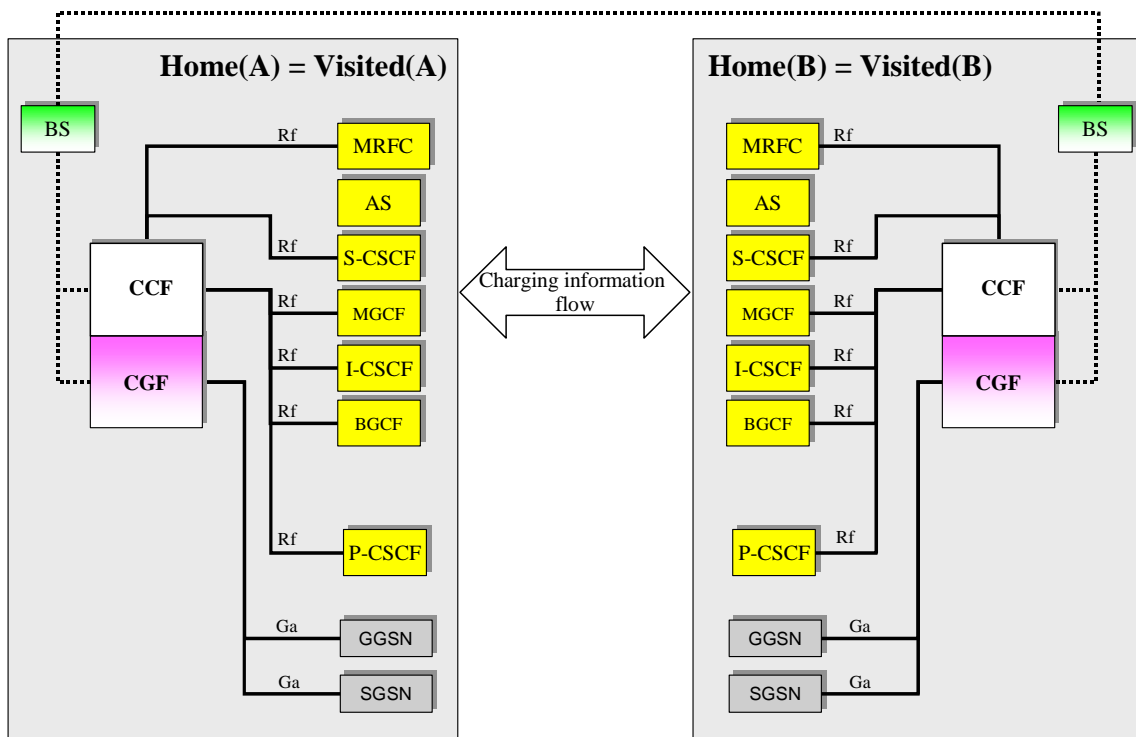 Home(A) = Visited(A)
BS
Rf
MRFC
AS
Rf
S-CSCF
CCF
Rf
MGCF
Rf
I-CSCF
CGF
Rf
BGCF
Rf
P-CSCF
Ga
GGSN
Ga
SGSN
Charging information
flow
Home(B) = Visited(B)
BS
MRFC
Rf
AS
S-CSCF
Rf
CCF
MGCF
Rf
I-CSCF
Rf
CGF
BGCF
Rf
P-CSCF
Rf
GGSN
Ga
SGSN
Ga